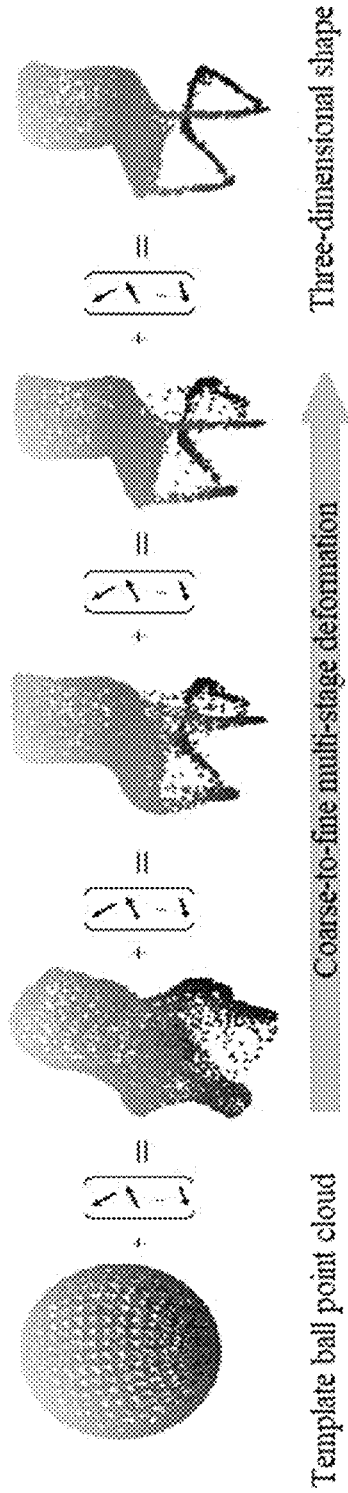 Template ball point cloud
Coarse-to-fine multi-stage deformation
Three-dimensional shape